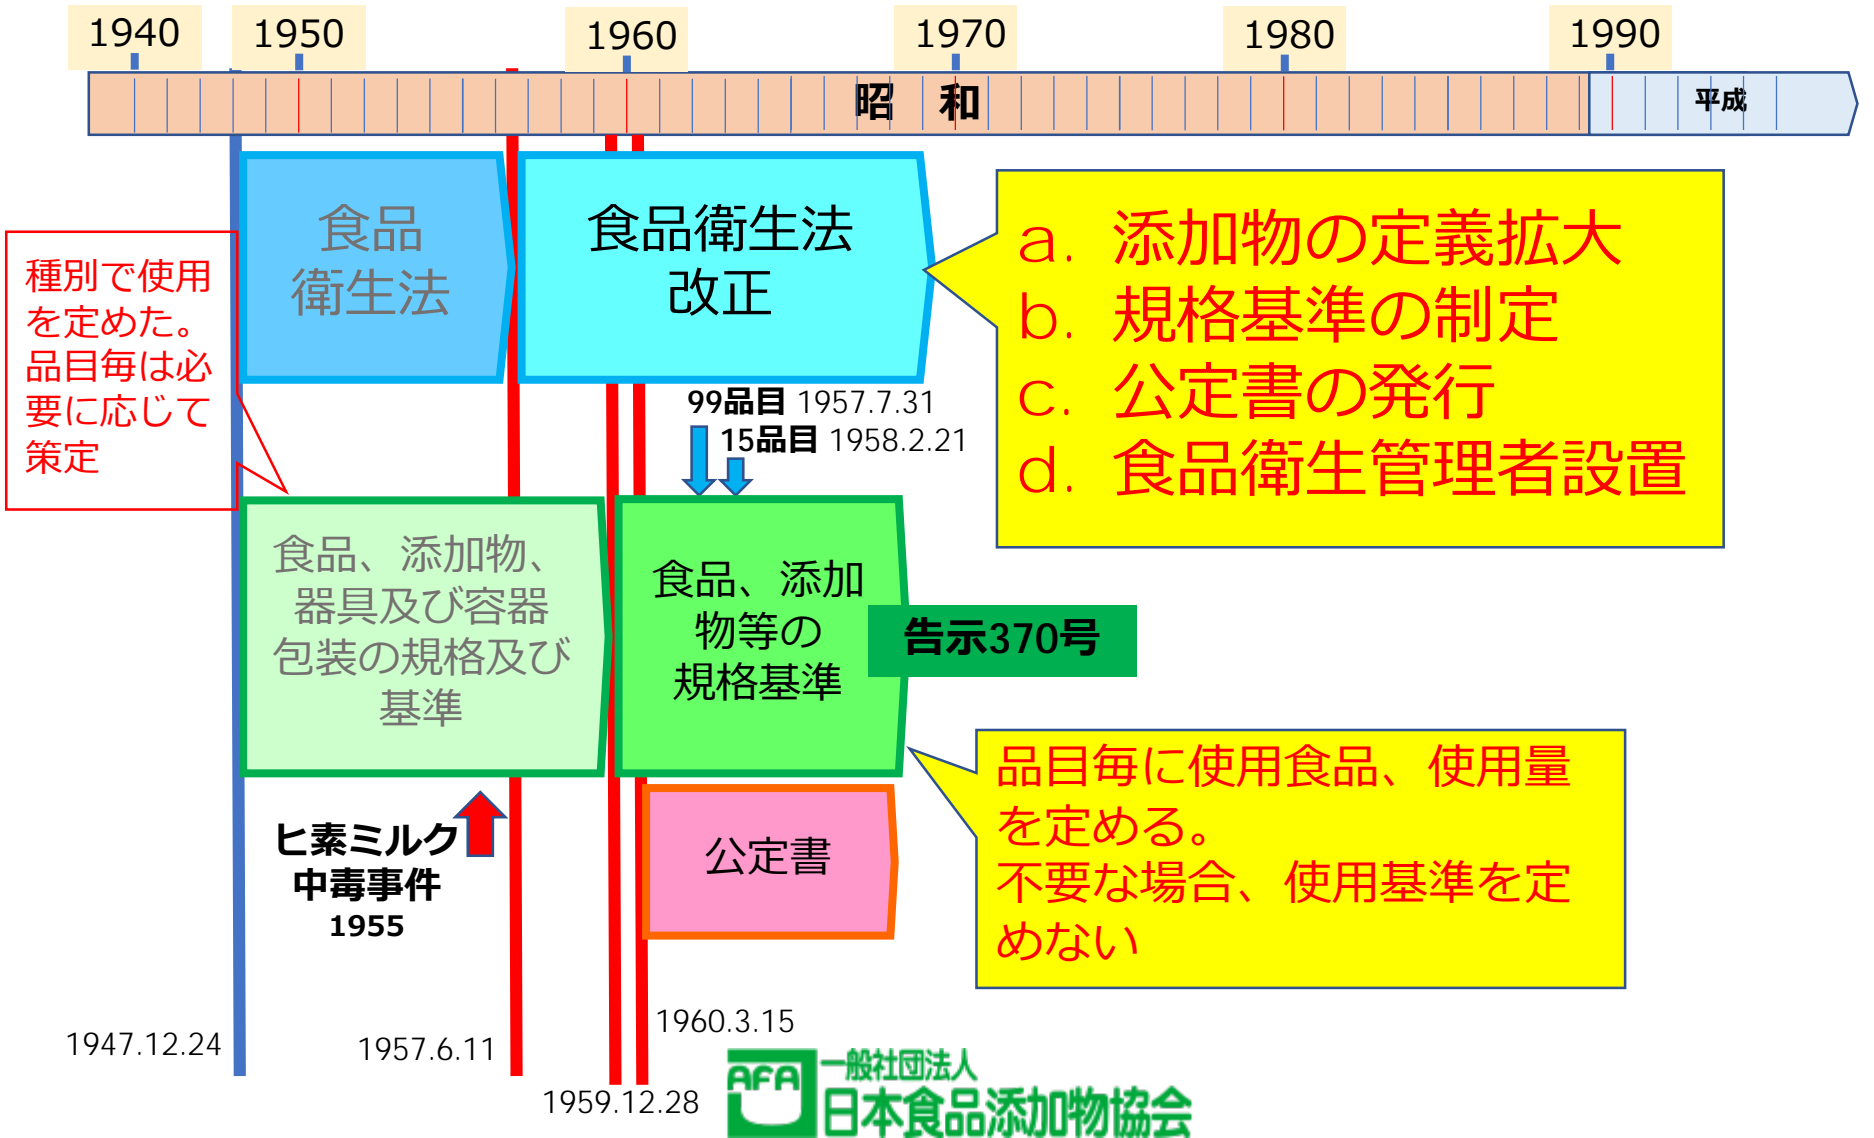 1940
1950
1960
1970
1980
1990
昭　和
平成
食品
衛生法
食品衛生法
改正
a. 添加物の定義拡大
b. 規格基準の制定
c. 公定書の発行
d. 食品衛生管理者設置
種別で使用
を定めた。
品目毎は必
要に応じて
策定
99品目 1957.7.31
15品目 1958.2.21
食品、添加物、
器具及び容器
包装の規格及び
基準
食品、添加
物等の
規格基準
告示370号
品目毎に使用食品、使用量
を定める。
不要な場合、使用基準を定
めない
ヒ素ミルク
中毒事件
1955
公定書
1947.12.24
1957.6.11
1959.12.28
1960.3.15
AFA
一般社団法人
日本食品添加物協会